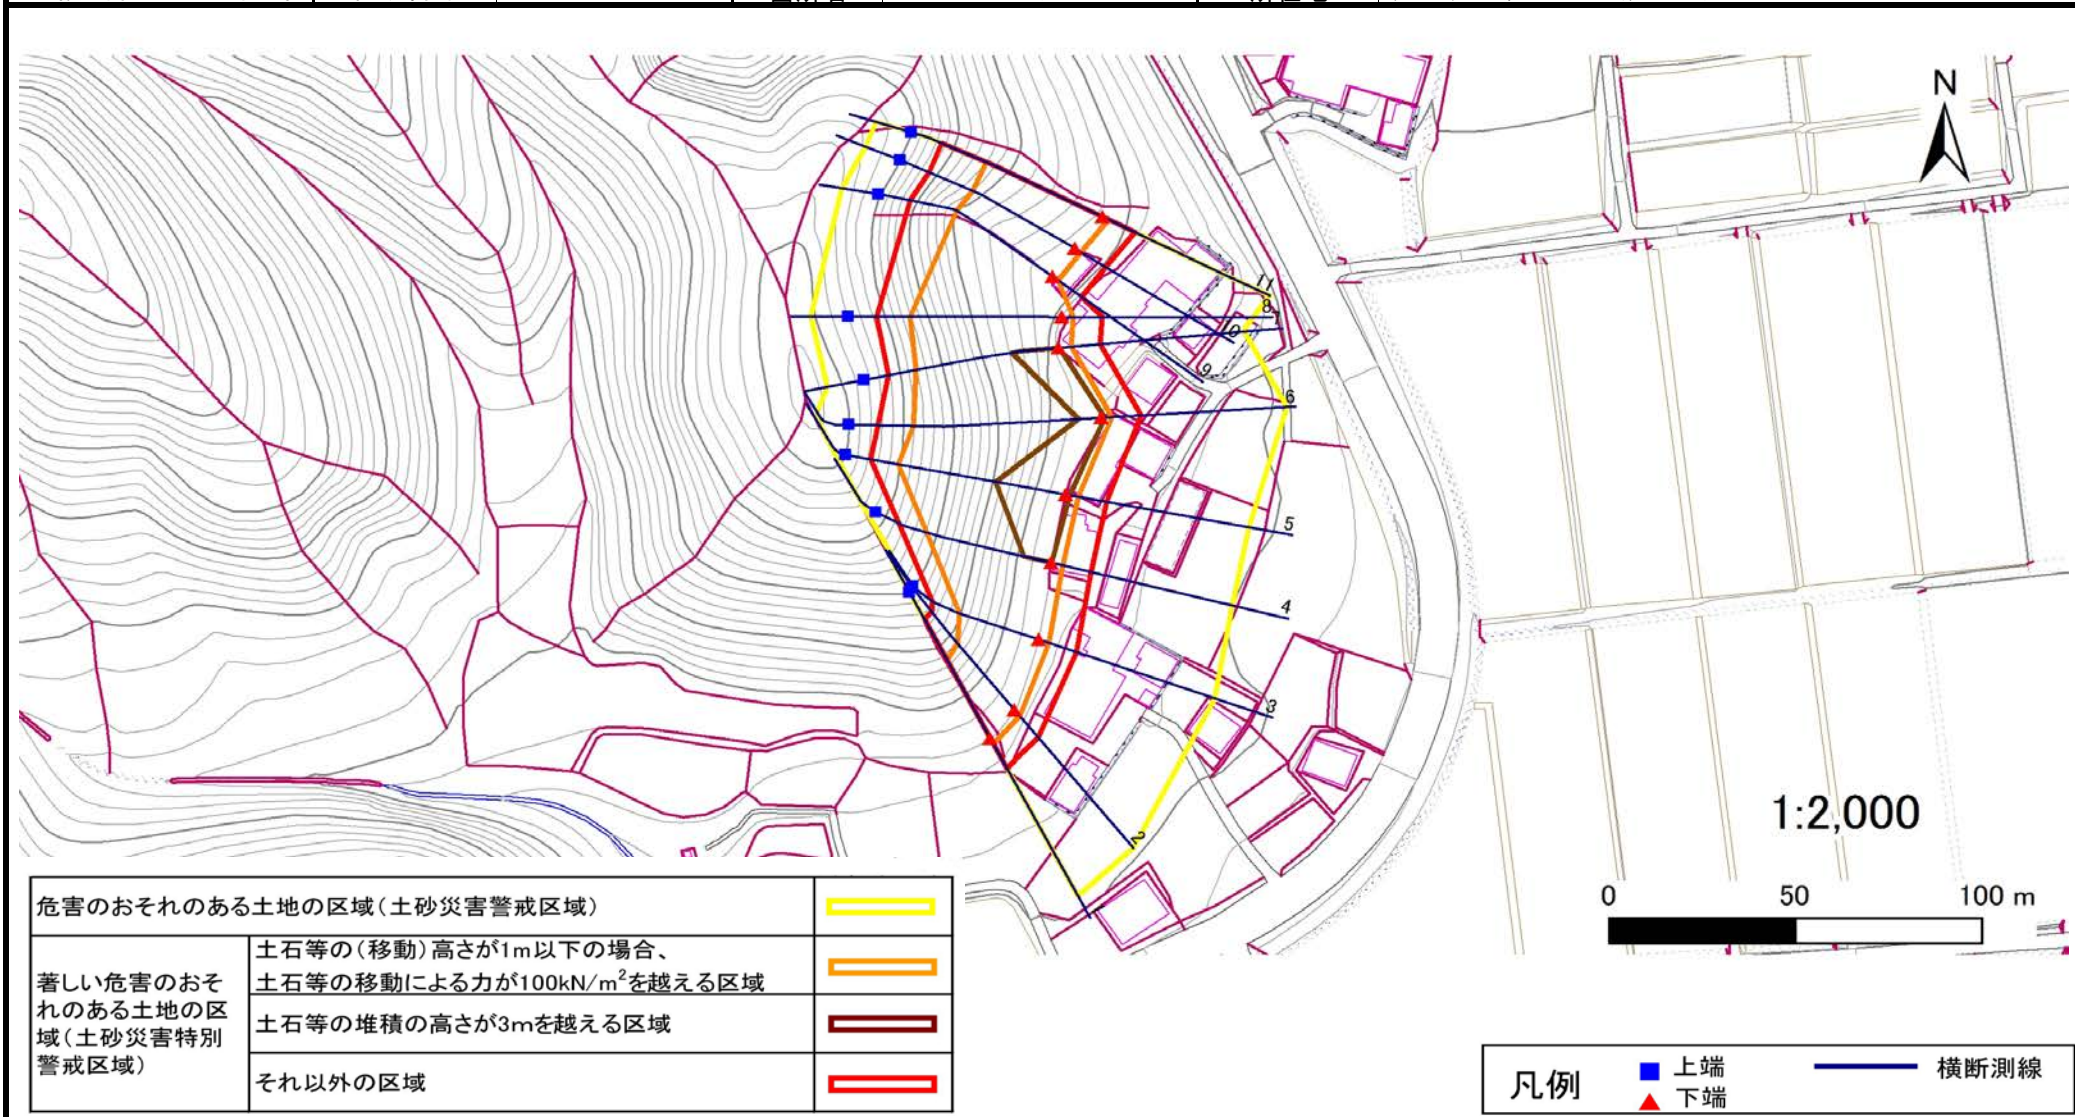 N
11
8
7
10
9
6
5
4
3
2
1:2,000
0 50 100 m
危害のおそれのある土地の区域(土砂災害警戒区域)
著しい危害のおそ
れのある土地の区
域(土砂災害特別
警戒区域)
土石等の(移動)高さが1m以下の場合、
土石等の移動による力が100kN/m²を越える区域
土石等の堆積の高さが3mを越える区域
それ以外の区域
凡例
上端
下端
横断測線